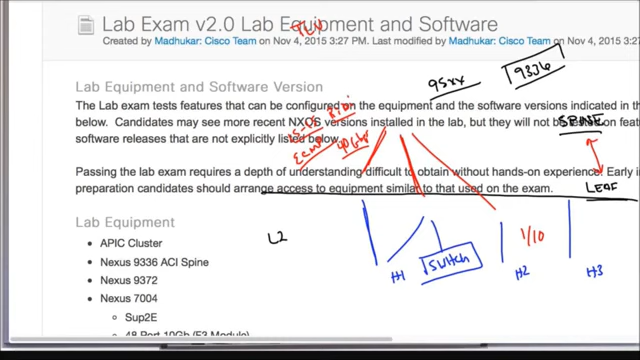 Lab Exam v2.0 Lab Equipment and Software
Created by Madhukar: Cisco Team on Nov 4, 2015 3:27 PM. Last modified by Madhukar: Cisco Team on Nov 4, 2015 3:27 PM.
95xx
9336
Lab Equipment and Software Version
The Lab exam tests features that can be configured on the equipment and the software versions indicated in the
below. Candidates may see more recent NXOS versions installed in the lab, but they will not be tested on feat
software releases that are not explicitly listed below.
SPINE
40Gbps
Passing the lab exam requires a depth of understanding difficult to obtain without hands-on experience. Early in
preparation candidates should arrange access to equipment similar to that used on the exam.
LEAF
Lab Equipment
L2
1/10
H1
Switch
H2
H3
APIC Cluster
Nexus 9336 ACI Spine
Nexus 9372
Nexus 7004
Sup2E
48 Port 10Gb (F3 Module)